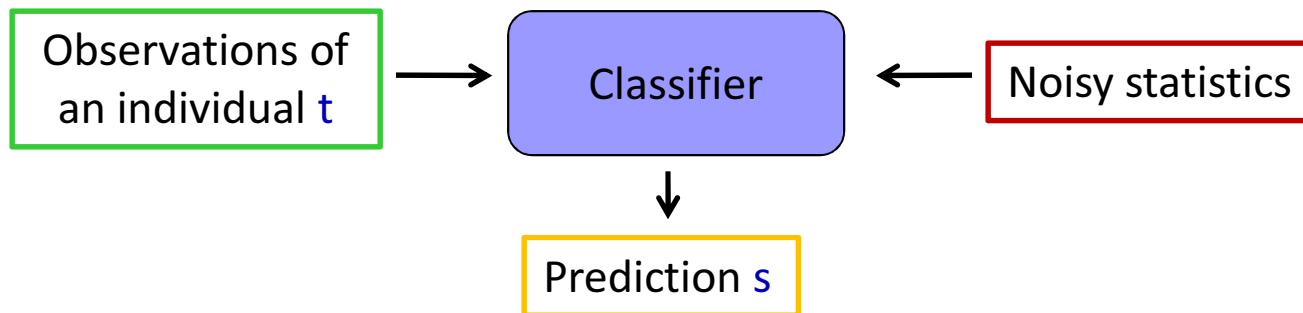 Observations of
an individual t
Classifier
Noisy statistics
Prediction s